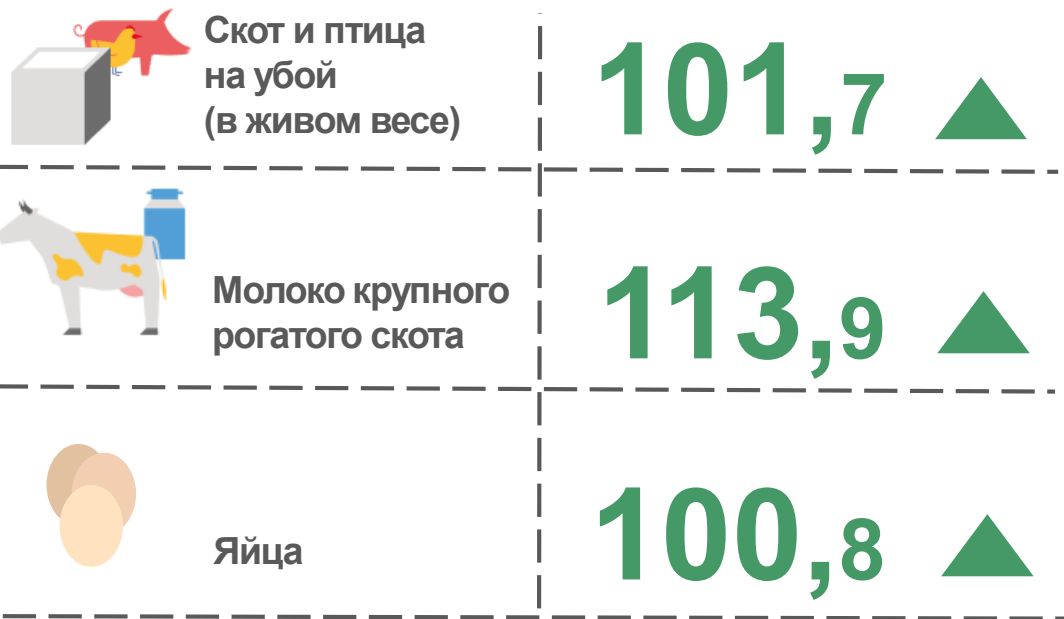 Скот и птица
на убой
(в живом весе)
101,7
Молоко крупного
рогатого скота
113,9
Яйца
100,8